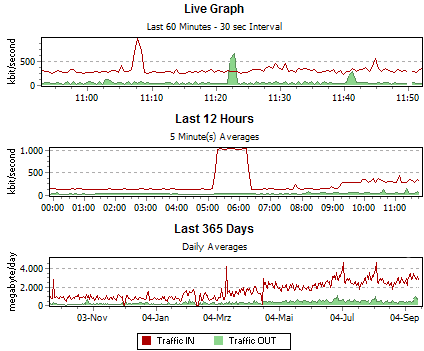 Live Graph
Last 60 Minutes - 30 sec Interval
kbit/second
500
0
11:00 11:10 11:20 11:30 11:40 11:50
Last 12 Hours
5 Minute(s) Averages
kbit/second
1.000
500
0
00:00 01:00 02:00 03:00 04:00 05:00 06:00 07:00 08:00 09:00 10:00 11:00
Last 365 Days
Daily Averages
megabyte/day
4.000
2.000
0
03-Nov 04-Jan 04-Mrz 04-Mai 04-Jul 04-Sep
Traffic IN Traffic OUT